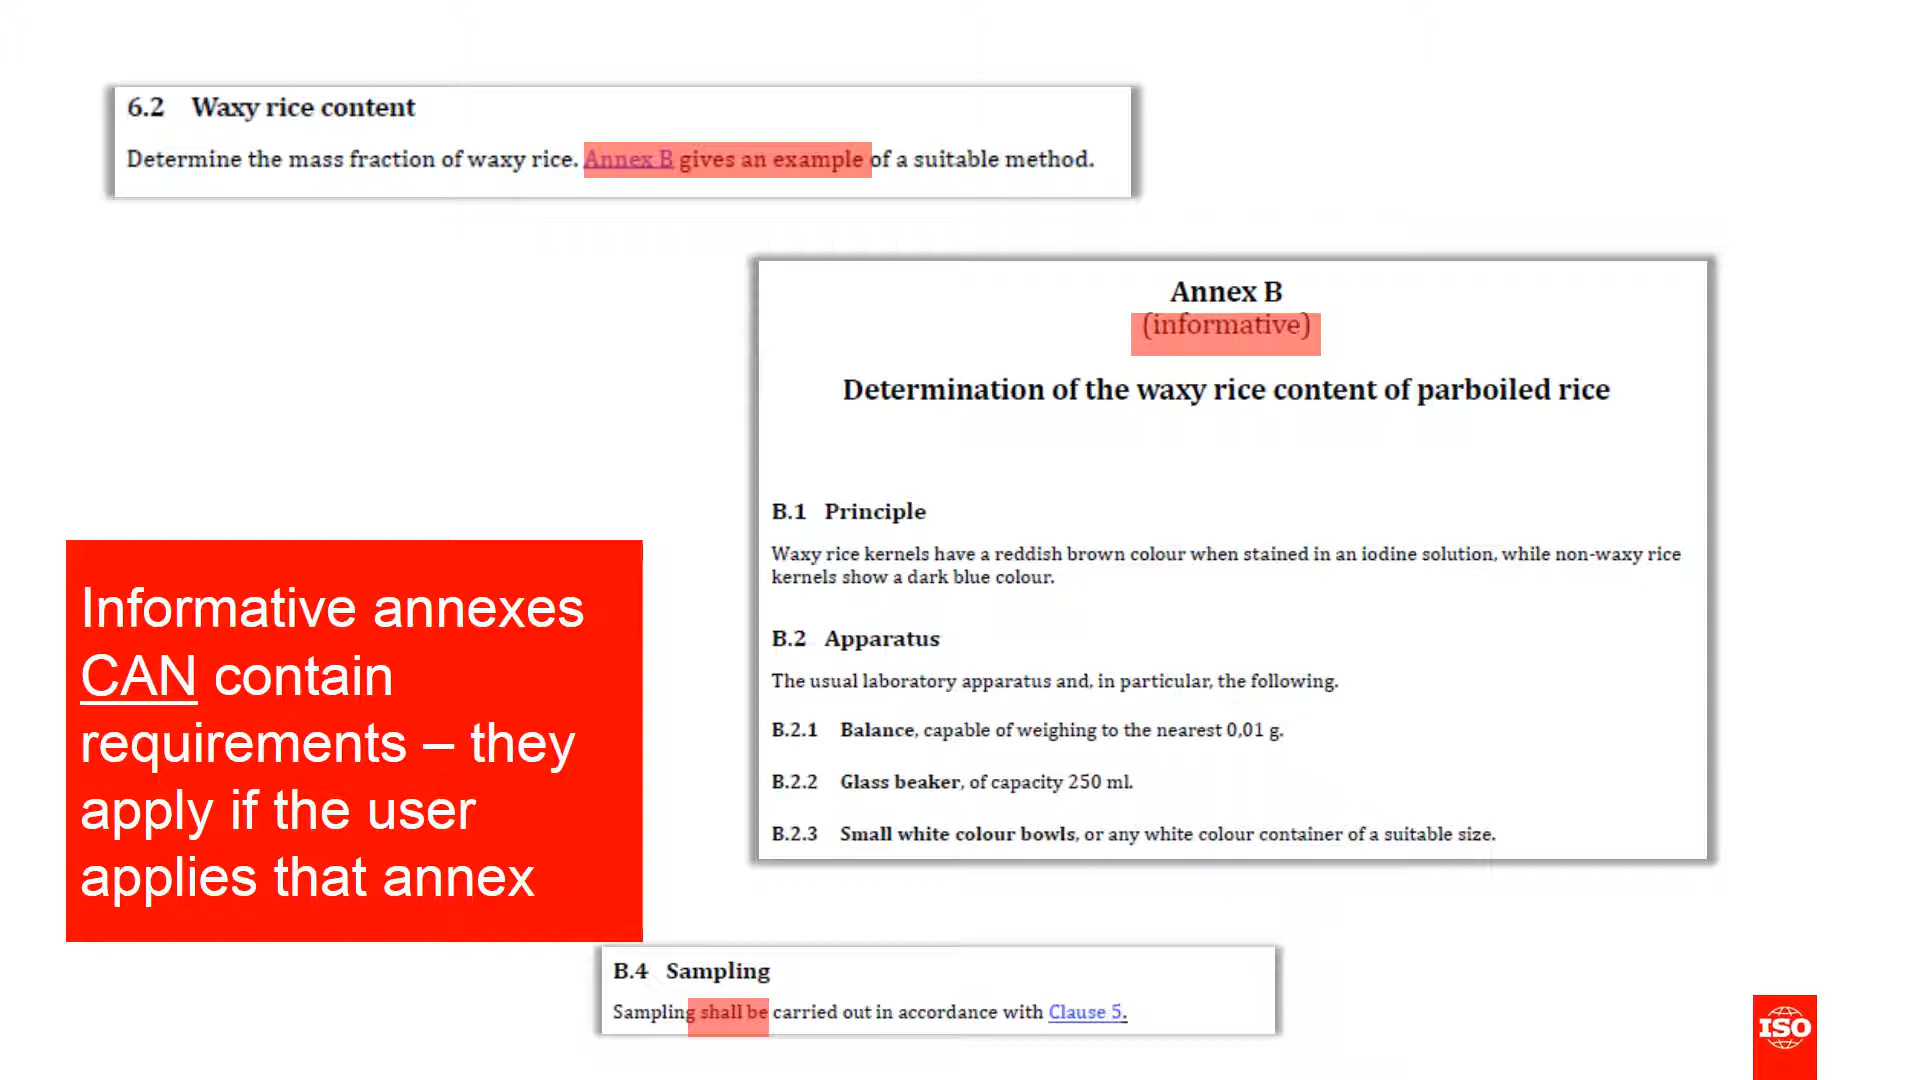 6.2 Waxy rice content
Determine the mass fraction of waxy rice. Annex B gives an example of a suitable method.
Annex B
(informative)
Determination of the waxy rice content of parboiled rice
B.1 Principle
Waxy rice kernels have a reddish brown colour when stained in an iodine solution, while non-waxy rice
kernels show a dark blue colour.
B.2 Apparatus
The usual laboratory apparatus and, in particular, the following.
B.2.1 Balance, capable of weighing to the nearest 0,01 g.
B.2.2 Glass beaker, of capacity 250 ml.
B.2.3 Small white colour bowls, or any white colour container of a suitable size.
Informative annexes
CAN contain
requirements – they
apply if the user
applies that annex
B.4 Sampling
Sampling shall be carried out in accordance with Clause 5.
ISO